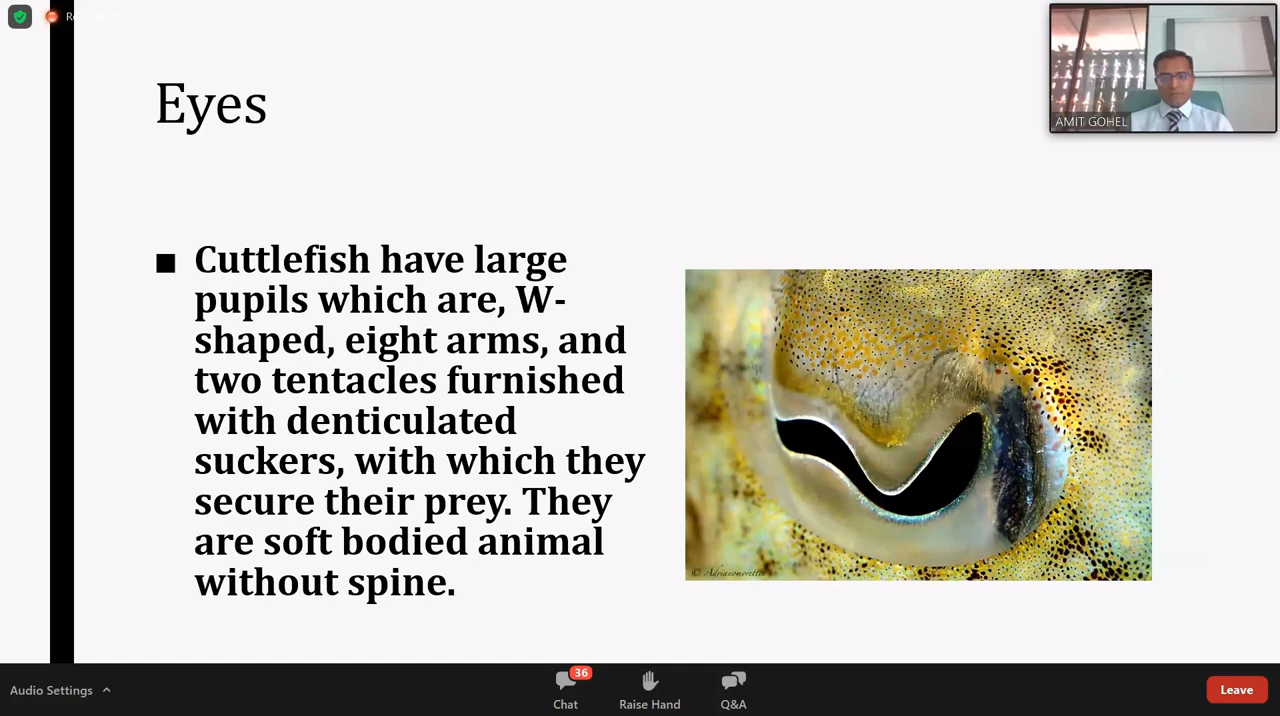 AMIT GOHEL
Eyes
■ Cuttlefish have large
pupils which are, W-
shaped, eight arms, and
two tentacles furnished
with denticulated
suckers, with which they
secure their prey. They
are soft bodied animal
without spine.
Audio Settings
36
Chat
Raise Hand
Q&A
Leave